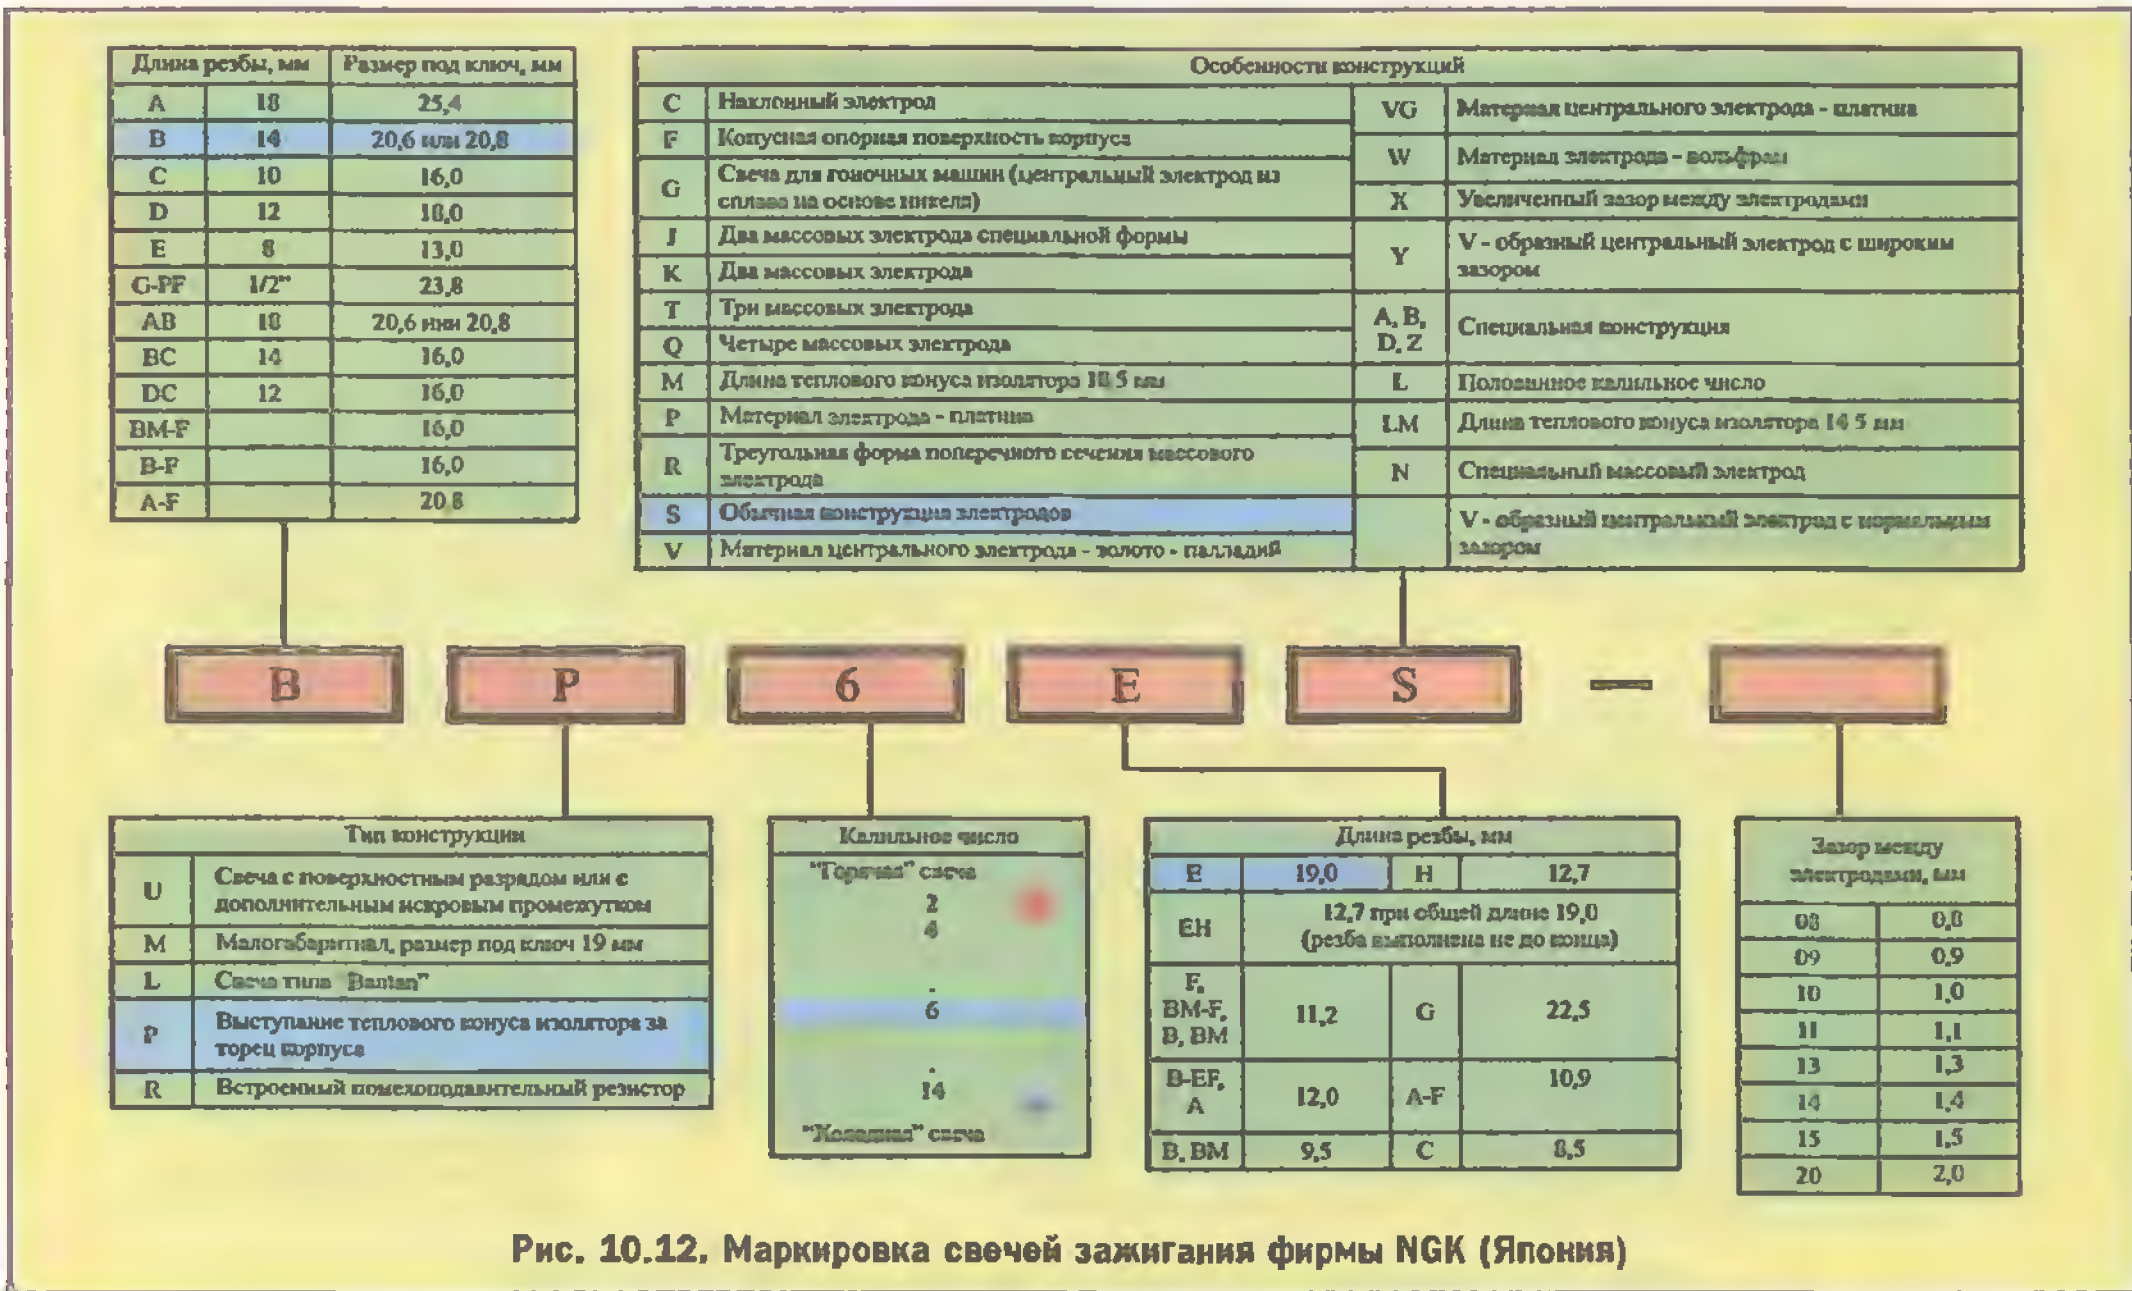 Длина резбы, мм Размер под ключ, мм
A 18 25,4
B 14 20,6 или 20,8
C 10 16,0
D 12 18,0
E 8 13,0
G-PF 1/2" 23,8
AB 18 20,6 или 20,8
BC 14 16,0
DC 12 16,0
BM-F 16,0
B-F 16,0
A-F 20,8
Особенности конструкций
C Наклонный электрод
F Конусная опорная поверхность корпуса
G Свеча для гоночных машин (центральный электрод из
сплава на основе никеля)
J Два массовых электрода специальной формы
K Два массовых электрода
T Три массовых электрода
Q Четыре массовых электрода
M Длина теплового конуса изолятора 18 5 мм
P Материал электрода - платина
R Треугольная форма поперечного сечения массового
электрода
S Обычная конструкция электродов
V Материал центрального электрода - золото - палладий
VG Материал центрального электрода - платина
W Материал электрода - вольфрам
X Увеличенный зазор между электродами
Y V - образный центральный электрод с широким
зазором
A, B,
D, Z Специальная конструкция
L Половинное калильное число
LM Длина теплового конуса изолятора 14 5 мм
N Специальный массовый электрод
V - образный центральный электрод с нормальным
зазором
B P 6 E S —
Тип конструкции
U Свеча с поверхностным разрядом или с
дополнительным искровым промежутком
M Малогабаритная, размер под ключ 19 мм
L Свеча типа "Bantan"
P Выступание теплового конуса изолятора за
торец корпуса
R Встроенный помехоподавительный резистор
Калильное число
"Горячая" свеча
2
4
.
6
.
14
"Холодная" свеча
Длина резбы, мм
E 19,0 H 12,7
EH 12,7 при общей длине 19,0
(резба выполнена не до конца)
F,
BM-F,
B, BM 11,2 G 22,5
B-EF,
A 12,0 A-F 10,9
B, BM 9,5 C 8,5
Зазор между
электродами, мм
08 0,8
09 0,9
10 1,0
11 1,1
13 1,3
14 1,4
15 1,5
20 2,0
Рис. 10.12. Маркировка свечей зажигания фирмы NGK (Япония)